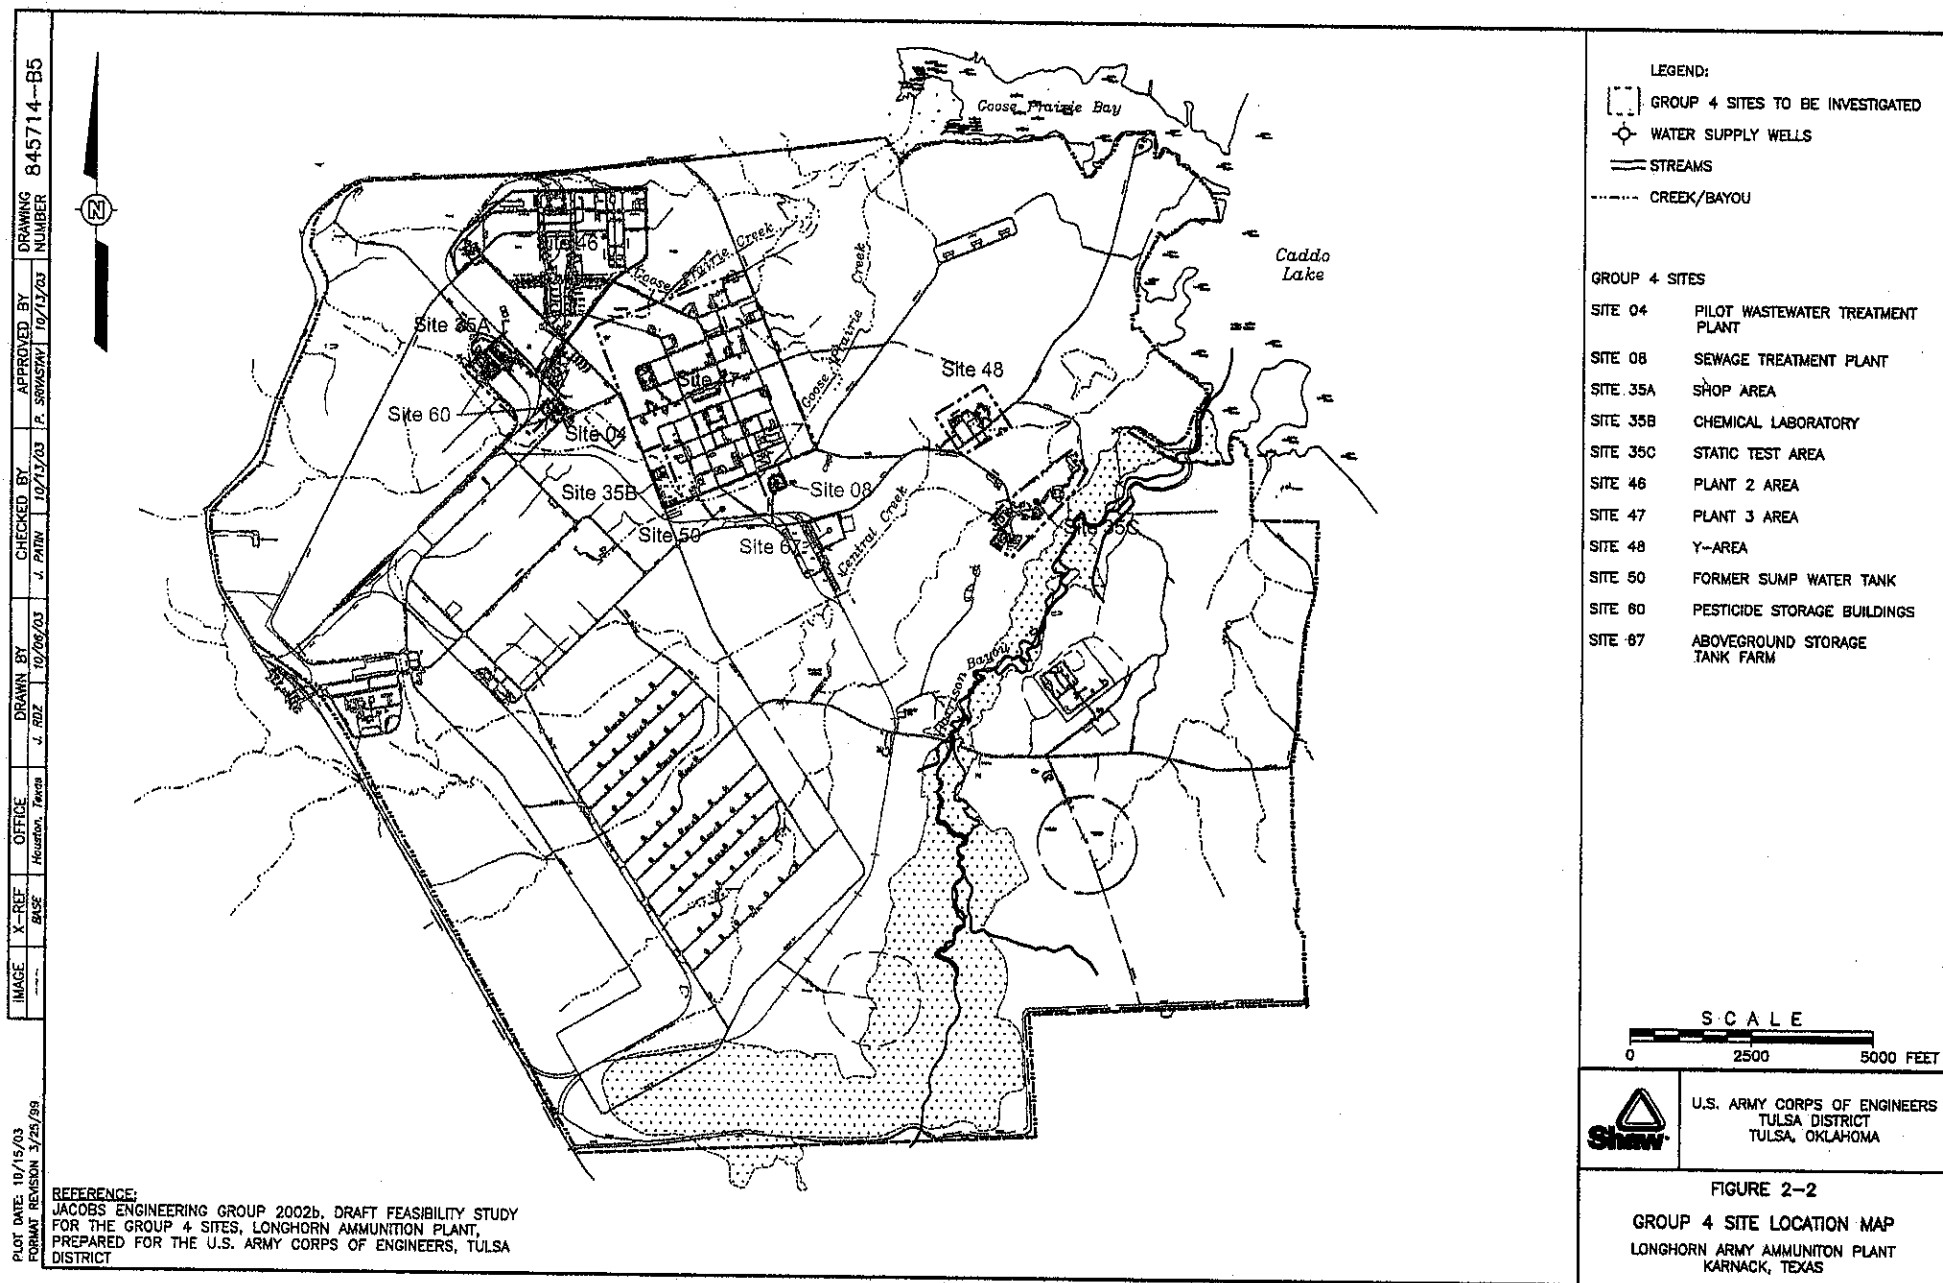 DRAWING NUMBER 845714-B5
APPROVED BY P. SRIVASTAV 10/13/03
CHECKED BY J. PATIN 10/13/03
DRAWN BY J. RDZ 10/06/03
OFFICE Houston, Texas
X-REF BASE
IMAGE ----
PLOT DATE: 10/15/03
FORMAT REVISION 3/25/99
N
Goose Prairie Bay
Caddo
Lake
Goose Prairie Creek
Goose Prairie Creek
Site 46
Site 35A
Site 47
Site 48
Site 60
Site 04
Site 35B
Site 08
Site 50
Site 67
Site 35C
Central Creek
Harrison Bayou
LEGEND:
GROUP 4 SITES TO BE INVESTIGATED
WATER SUPPLY WELLS
STREAMS
CREEK/BAYOU
GROUP 4 SITES
SITE 04 PILOT WASTEWATER TREATMENT
PLANT
SITE 08 SEWAGE TREATMENT PLANT
SITE 35A SHOP AREA
SITE 35B CHEMICAL LABORATORY
SITE 35C STATIC TEST AREA
SITE 46 PLANT 2 AREA
SITE 47 PLANT 3 AREA
SITE 48 Y-AREA
SITE 50 FORMER SUMP WATER TANK
SITE 60 PESTICIDE STORAGE BUILDINGS
SITE 67 ABOVEGROUND STORAGE
TANK FARM
SCALE
0 2500 5000 FEET
Shaw
U.S. ARMY CORPS OF ENGINEERS
TULSA DISTRICT
TULSA, OKLAHOMA
FIGURE 2-2
GROUP 4 SITE LOCATION MAP
LONGHORN ARMY AMMUNITON PLANT
KARNACK, TEXAS
REFERENCE:
JACOBS ENGINEERING GROUP 2002b. DRAFT FEASIBILITY STUDY
FOR THE GROUP 4 SITES, LONGHORN AMMUNITION PLANT,
PREPARED FOR THE U.S. ARMY CORPS OF ENGINEERS, TULSA
DISTRICT